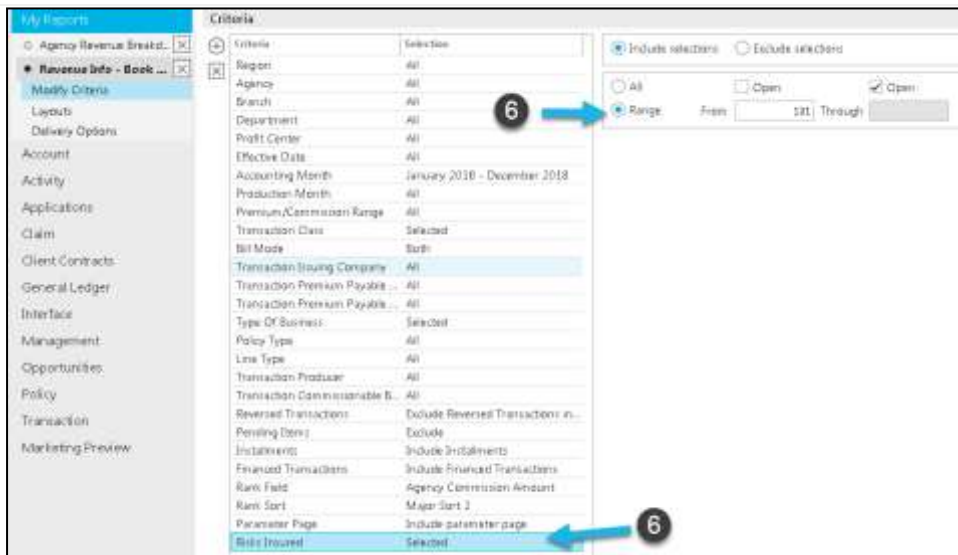 My Reports
Agency Revenue Breakd...
Revenue Info - Book ...
Modify Criteria
Layouts
Delivery Options
Account
Activity
Applications
Claim
Client Contracts
General Ledger
Interface
Management
Opportunities
Policy
Transaction
Marketing Preview
Criteria
Criteria Selection
Region All
Agency All
Branch All
Department All
Profit Center All
Effective Date All
Accounting Month January 2018 - December 2018
Production Month All
Premium/Commission Range All
Transaction Class Selected
Bill Mode Both
Transaction Issuing Company All
Transaction Premium Payable ... All
Transaction Premium Payable ... All
Type Of Business Selected
Policy Type All
Line Type All
Transaction Producer All
Transaction Commissionable B... All
Reversed Transactions Exclude Reversed Transactions in...
Pending Items Exclude
Installments Include Installments
Financed Transactions Include Financed Transactions
Rank Field Agency Commission Amount
Rank Sort Major Sort 2
Parameter Page Include parameter page
Risks Insured Selected
Include selections Exclude selections
All Open Open
Range From 101 Through
6
6